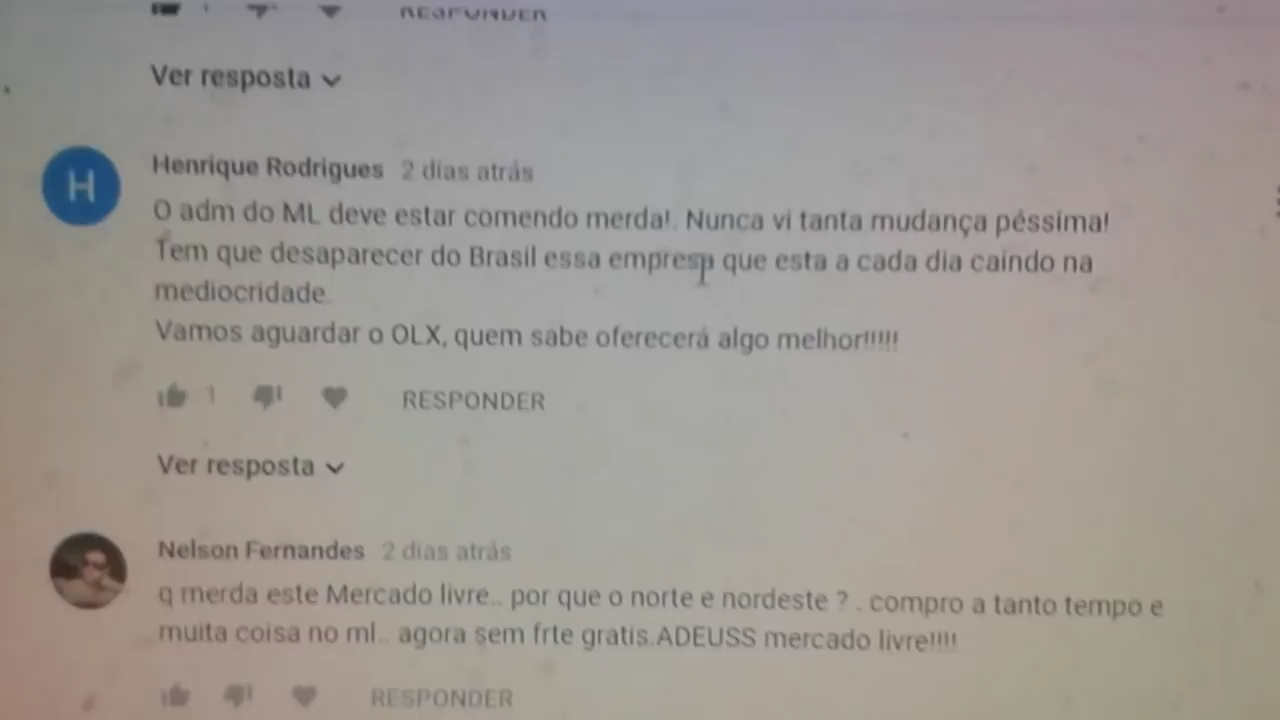 RESPONDER
Ver resposta
H
Henrique Rodrigues 2 dias atrás
O adm do ML deve estar comendo merda!. Nunca vi tanta mudança péssima!
Tem que desaparecer do Brasil essa empresa que esta a cada dia caindo na
mediocridade.
Vamos aguardar o OLX, quem sabe oferecerá algo melhor!!!!!
1 RESPONDER
Ver resposta
Nelson Fernandes 2 dias atrás
q merda este Mercado livre.. por que o norte e nordeste ? . compro a tanto tempo e
muita coisa no ml.. agora sem frte gratis.ADEUSS mercado livre!!!!
RESPONDER